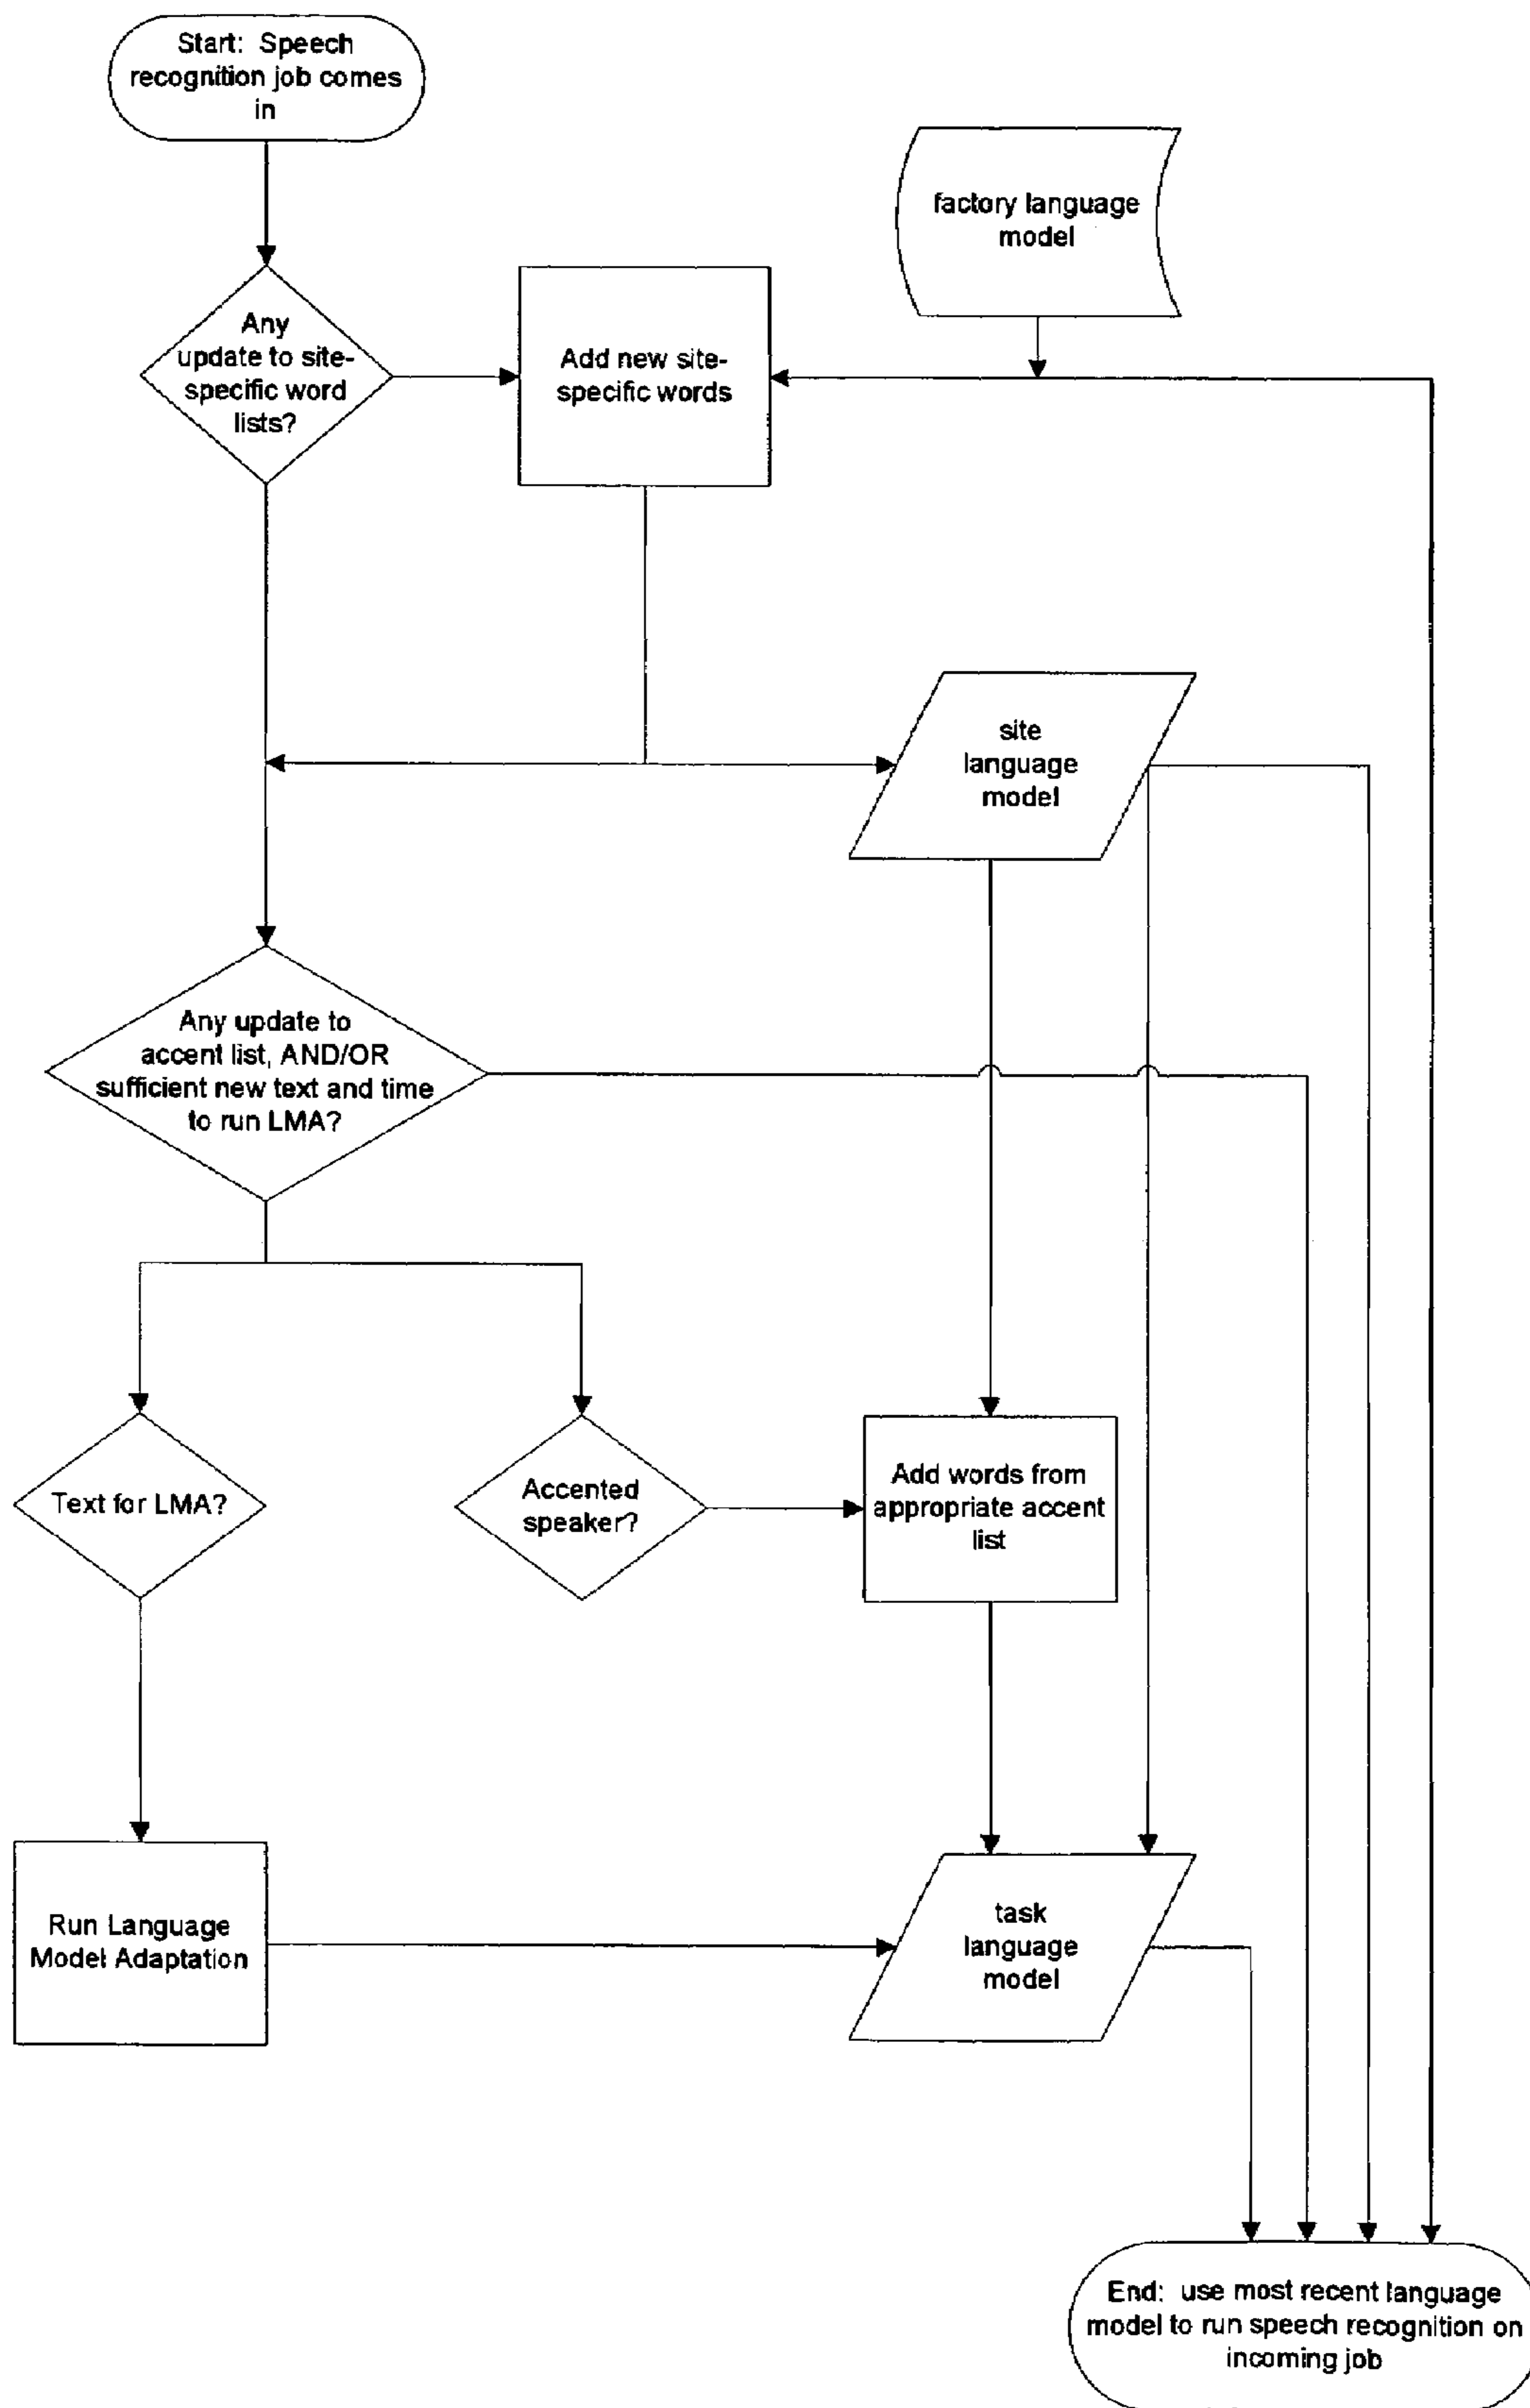 Start: Speech
recognition job comes
in
factory language
model
Any
update to site-
specific word
lists?
Add new site-
specific words
site
language
model
Any update to
accent list, AND/OR
sufficient new text and time
to run LMA?
Text for LMA?
Accented
speaker?
Add words from
appropriate accent
list
Run Language
Model Adaptation
task
language
model
End: use most recent language
model to run speech recognition on
incoming job